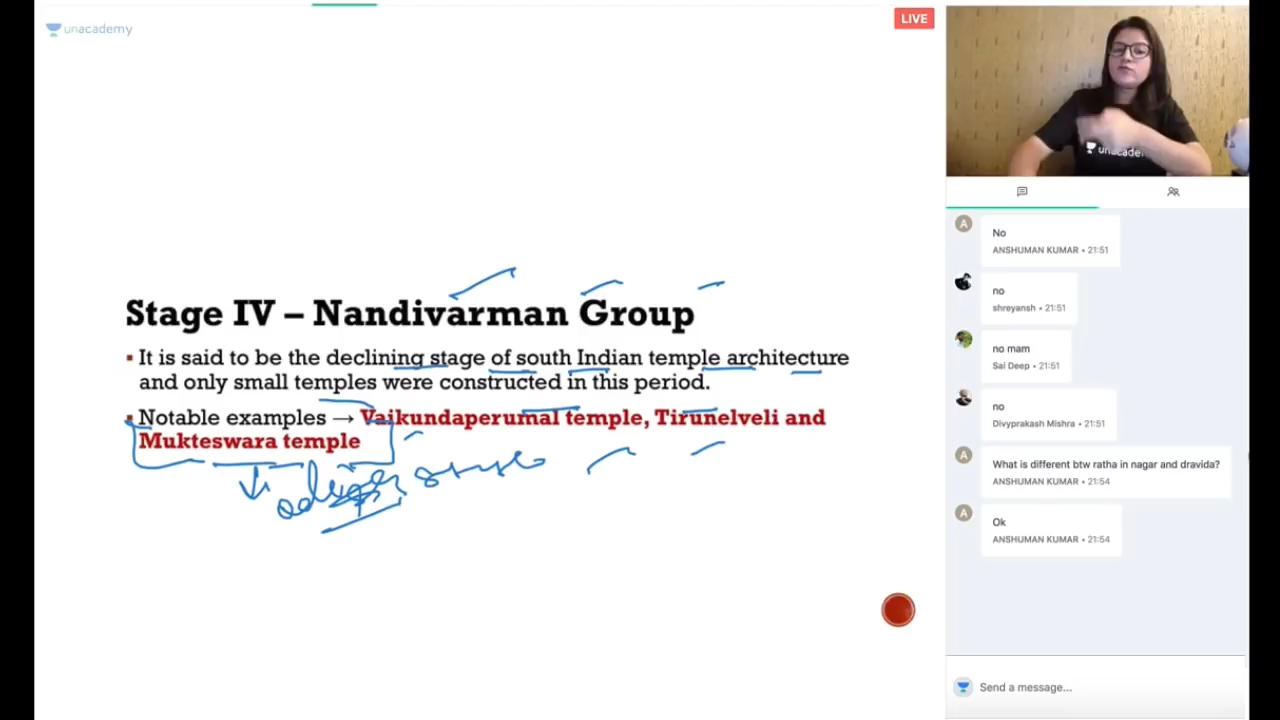 unacademy
LIVE
Stage IV – Nandivarman Group
▪ It is said to be the declining stage of south Indian temple architecture
and only small temples were constructed in this period.
▪ Notable examples → Vaikundaperumal temple, Tirunelveli and
Mukteswara temple
unacade
A
No
ANSHUMAN KUMAR • 21:51
no
shreyansh • 21:51
no mam
Sai Deep • 21:51
no
Divyprakash Mishra • 21:51
A
What is different btw ratha in nagar and dravida?
ANSHUMAN KUMAR • 21:54
A
Ok
ANSHUMAN KUMAR • 21:54
Send a message...